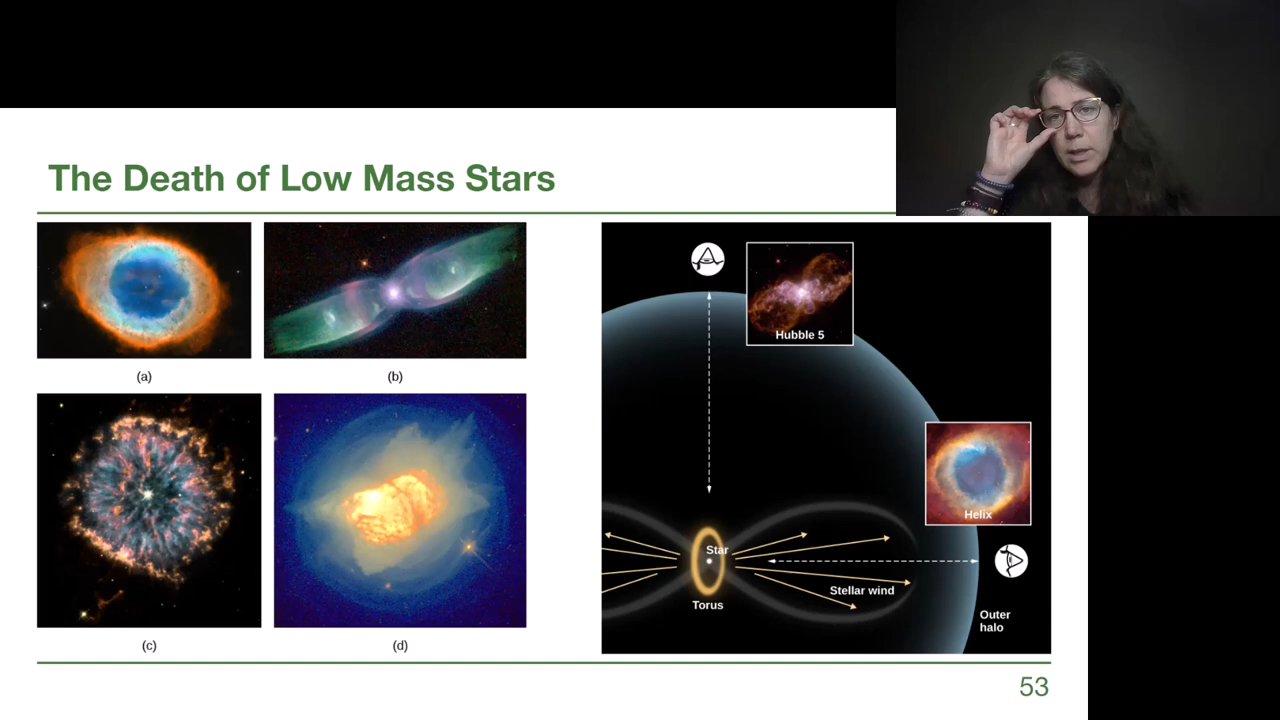 The Death of Low Mass Stars
(a)
(b)
(c)
(d)
Hubble 5
Helix
Star
Stellar wind
Torus
Outer
halo
53